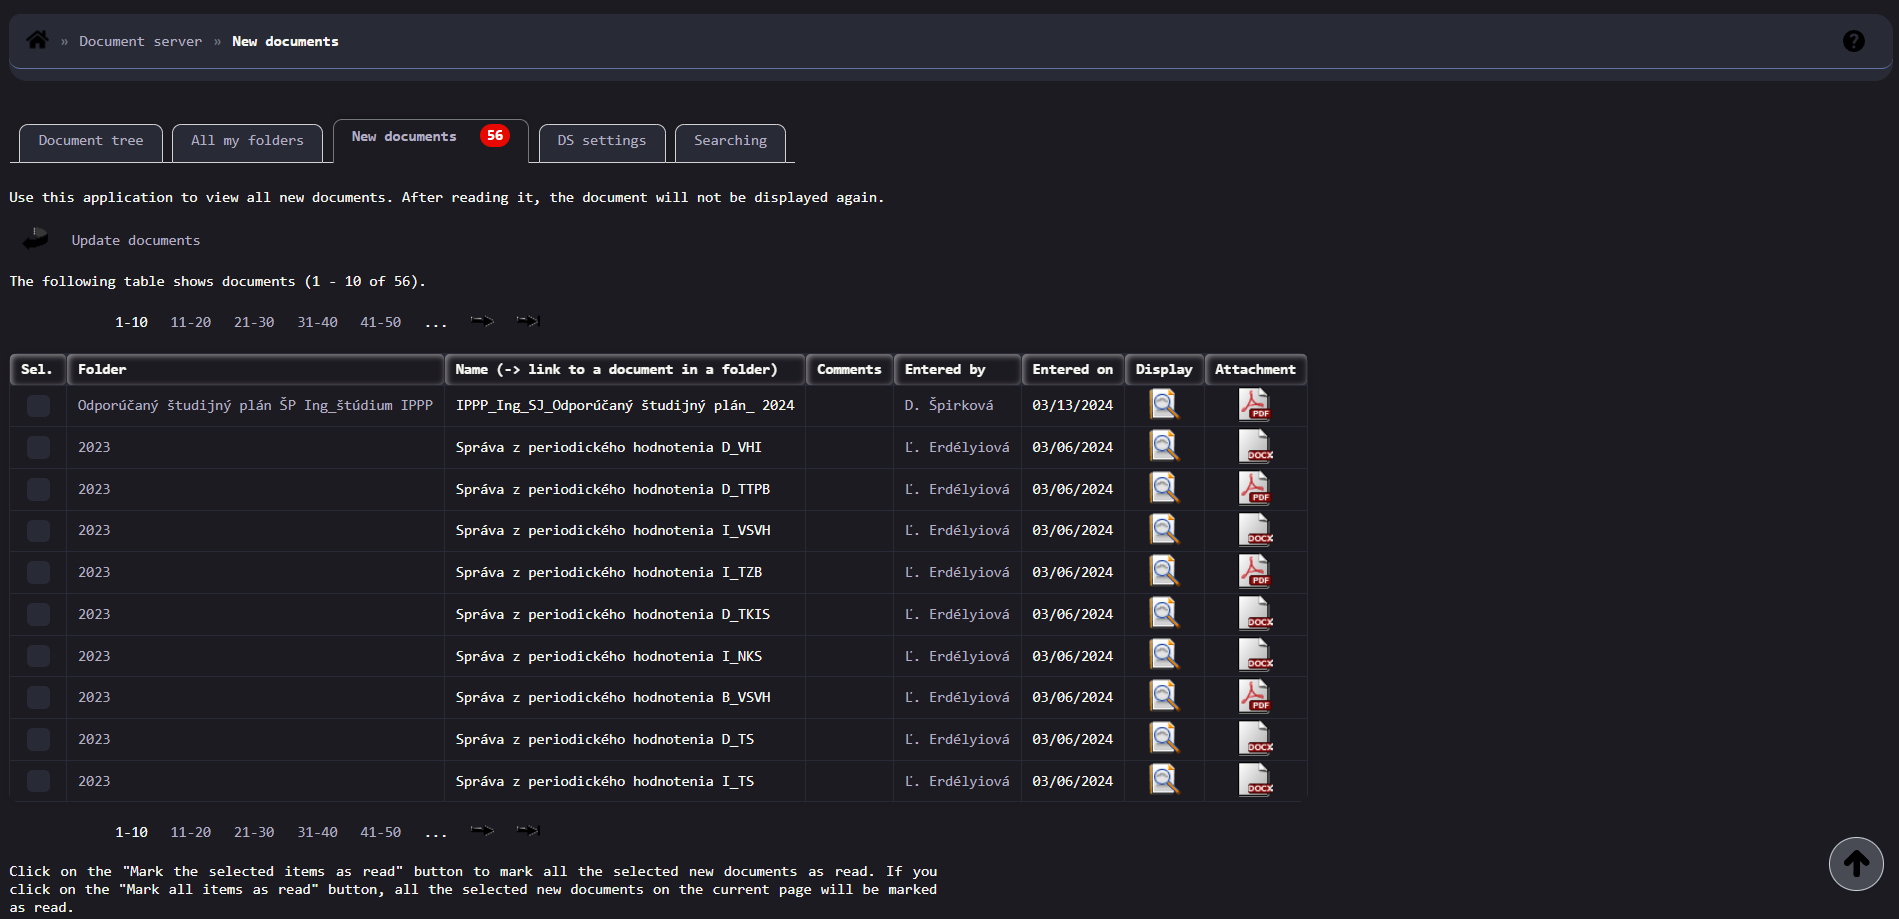 » Document server » New documents
Document tree All my folders New documents 56 DS settings Searching
Use this application to view all new documents. After reading it, the document will not be displayed again.
Update documents
The following table shows documents (1 - 10 of 56).
1-10 11-20 21-30 31-40 41-50 ...
Sel. Folder Name (-> link to a document in a folder) Comments Entered by Entered on Display Attachment
Odporúčaný študijný plán ŠP Ing_štúdium IPPP IPPP_Ing_SJ_Odporúčaný študijný plán_ 2024 D. Špirková 03/13/2024 PDF
2023 Správa z periodického hodnotenia D_VHI Ľ. Erdélyiová 03/06/2024 DOCX
2023 Správa z periodického hodnotenia D_TTPB Ľ. Erdélyiová 03/06/2024 PDF
2023 Správa z periodického hodnotenia I_VSVH Ľ. Erdélyiová 03/06/2024 DOCX
2023 Správa z periodického hodnotenia I_TZB Ľ. Erdélyiová 03/06/2024 PDF
2023 Správa z periodického hodnotenia D_TKIS Ľ. Erdélyiová 03/06/2024 DOCX
2023 Správa z periodického hodnotenia I_NKS Ľ. Erdélyiová 03/06/2024 DOCX
2023 Správa z periodického hodnotenia B_VSVH Ľ. Erdélyiová 03/06/2024 PDF
2023 Správa z periodického hodnotenia D_TS Ľ. Erdélyiová 03/06/2024 DOCX
2023 Správa z periodického hodnotenia I_TS Ľ. Erdélyiová 03/06/2024 DOCX
1-10 11-20 21-30 31-40 41-50 ...
Click on the "Mark the selected items as read" button to mark all the selected new documents as read. If you
click on the "Mark all items as read" button, all the selected new documents on the current page will be marked
as read.